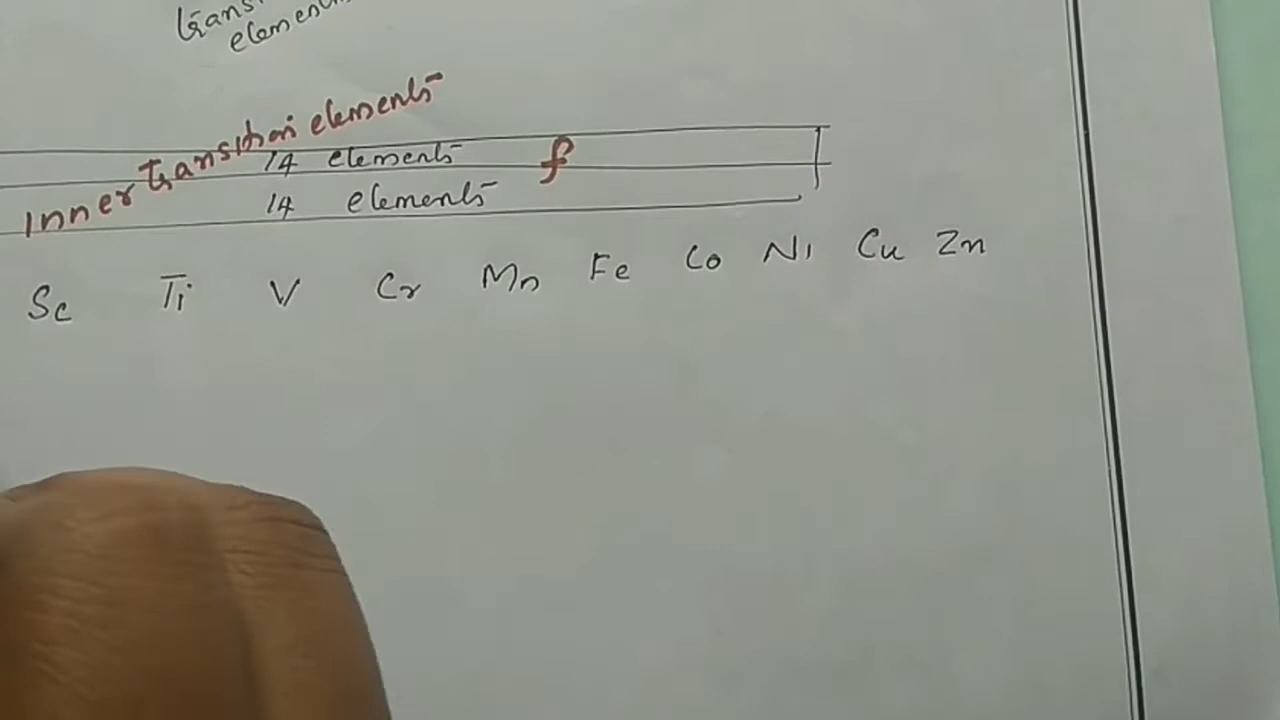 elements
Inner transition elements
14 elements f
14 elements
Sc Ti V Cr Mn Fe Co Ni Cu Zn